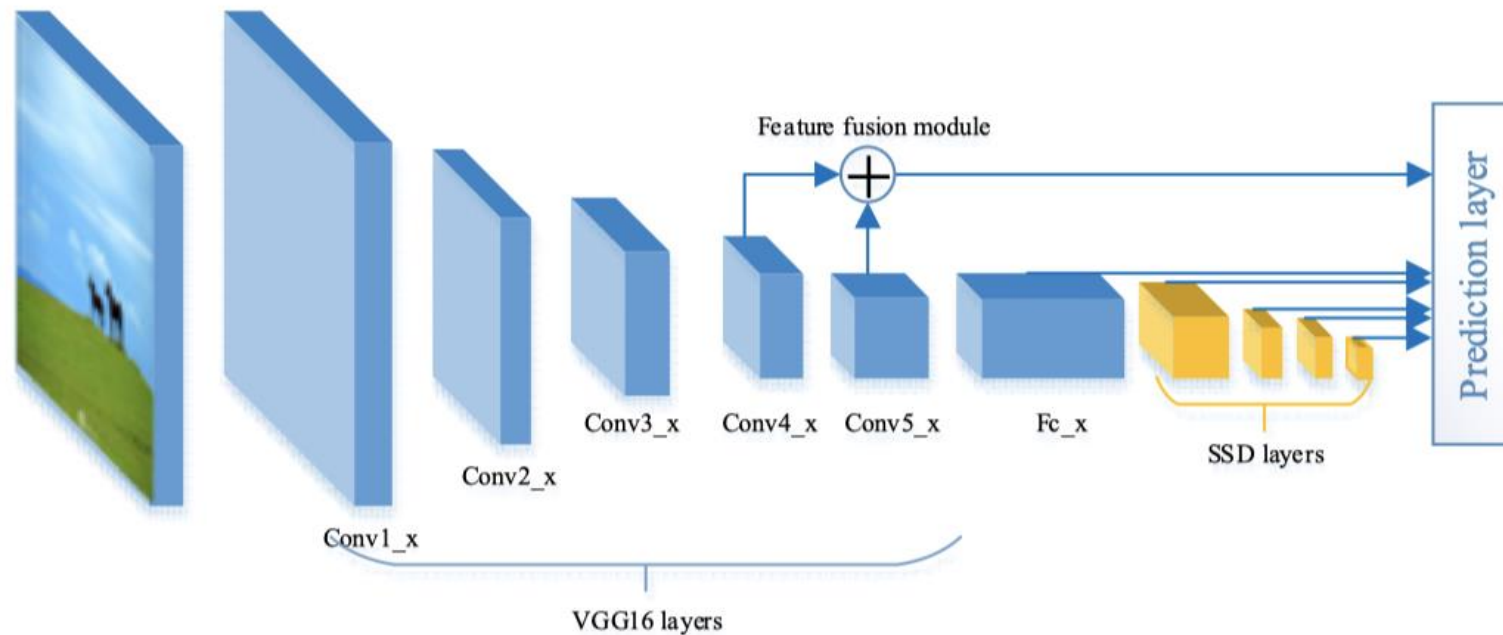 Feature fusion module
Prediction layer
Conv1_x
Conv2_x
Conv3_x
Conv4_x
Conv5_x
Fc_x
SSD layers
VGG16 layers